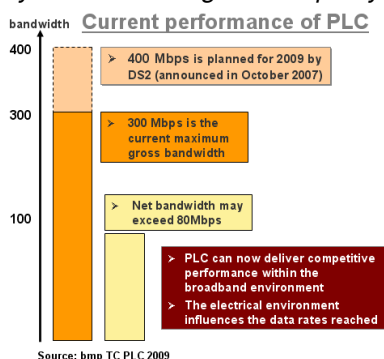 bandwidth
Current performance of PLC
400
➢ 400 Mbps is planned for 2009 by
DS2 (announced in October 2007)
300
➢ 300 Mbps is the
current maximum
gross bandwidth
➢ Net bandwidth may
exceed 80Mbps
100
➢ PLC can now deliver competitive
performance within the
broadband environment
➢ The electrical environment
influences the data rates reached
Source: bmp TC PLC 2009